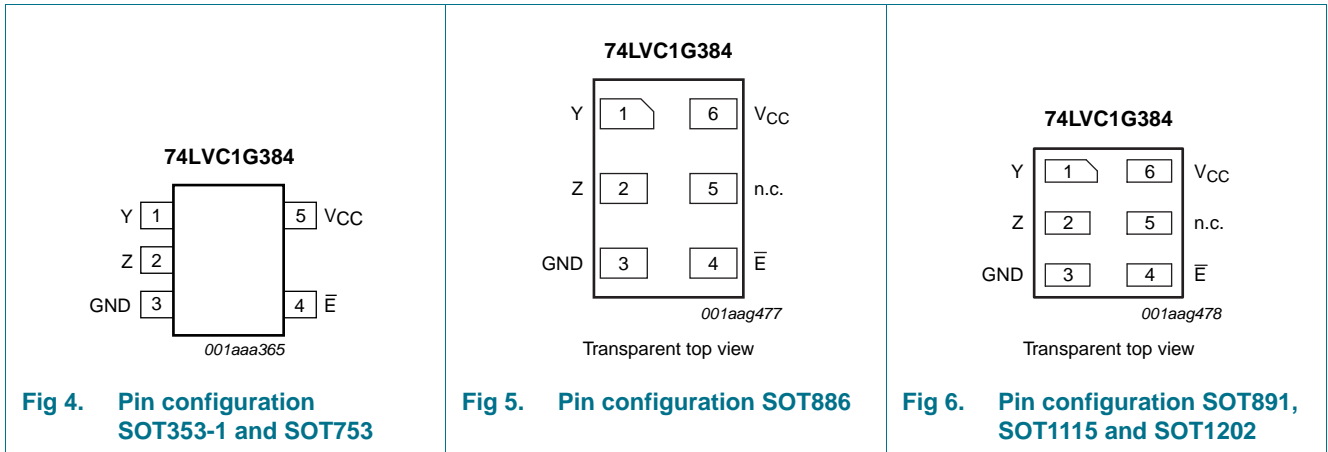 74LVC1G384
Y 1
5 VCC
Z 2
GND 3
4 E̅
001aaa365
Fig 4. Pin configuration
SOT353-1 and SOT753
74LVC1G384
Y 1 6 VCC
Z 2 5 n.c.
GND 3 4 E̅
001aag477
Transparent top view
Fig 5. Pin configuration SOT886
74LVC1G384
Y 1 6 VCC
Z 2 5 n.c.
GND 3 4 E̅
001aag478
Transparent top view
Fig 6. Pin configuration SOT891,
SOT1115 and SOT1202